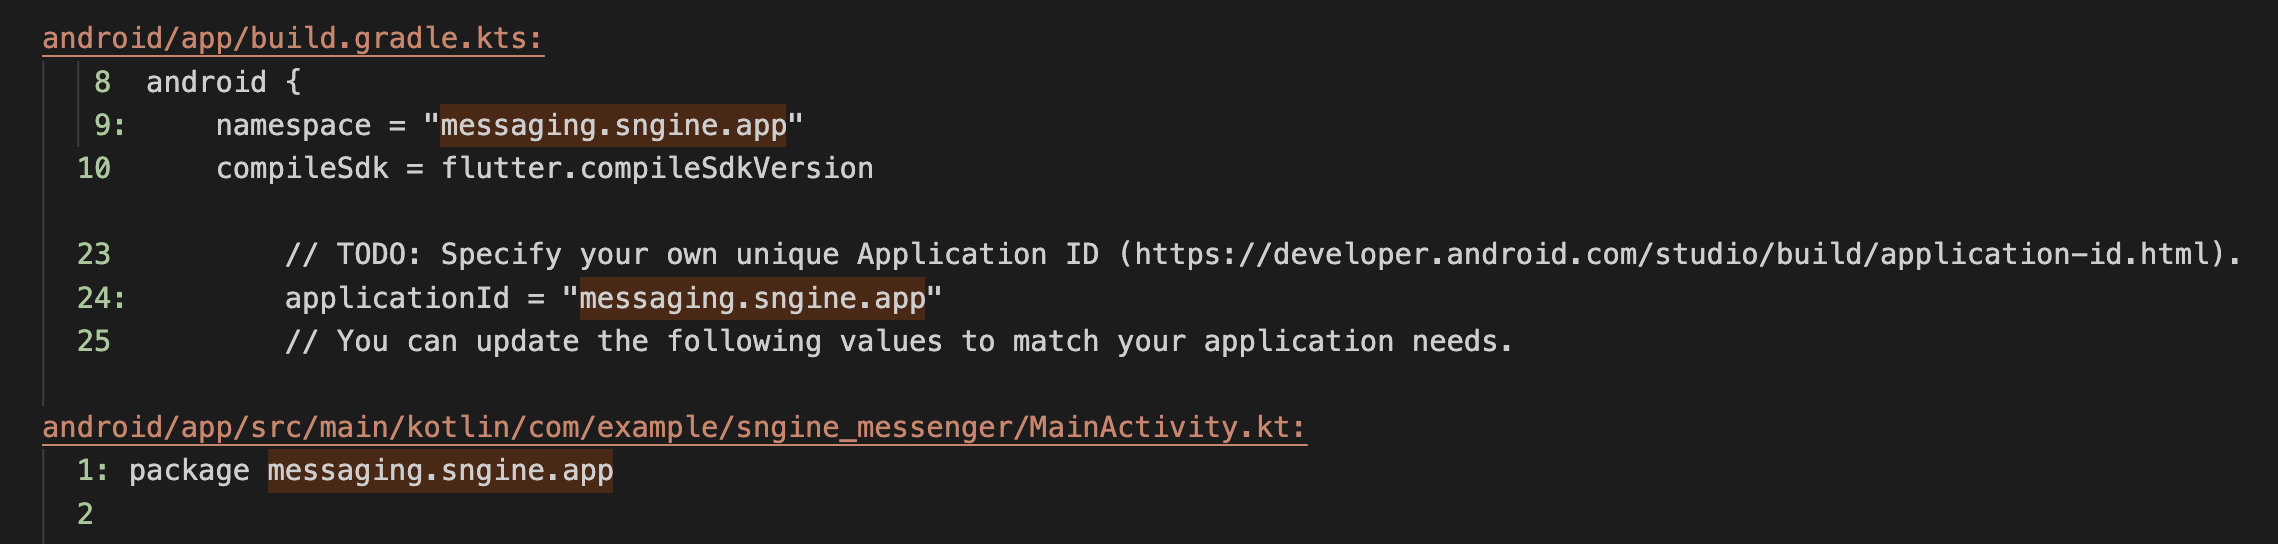 android/app/build.gradle.kts:
8 android {
9: namespace = "messaging.sngine.app"
10 compileSdk = flutter.compileSdkVersion
23 // TODO: Specify your own unique Application ID (https://developer.android.com/studio/build/application-id.html).
24: applicationId = "messaging.sngine.app"
25 // You can update the following values to match your application needs.
android/app/src/main/kotlin/com/example/sngine_messenger/MainActivity.kt:
1: package messaging.sngine.app
2